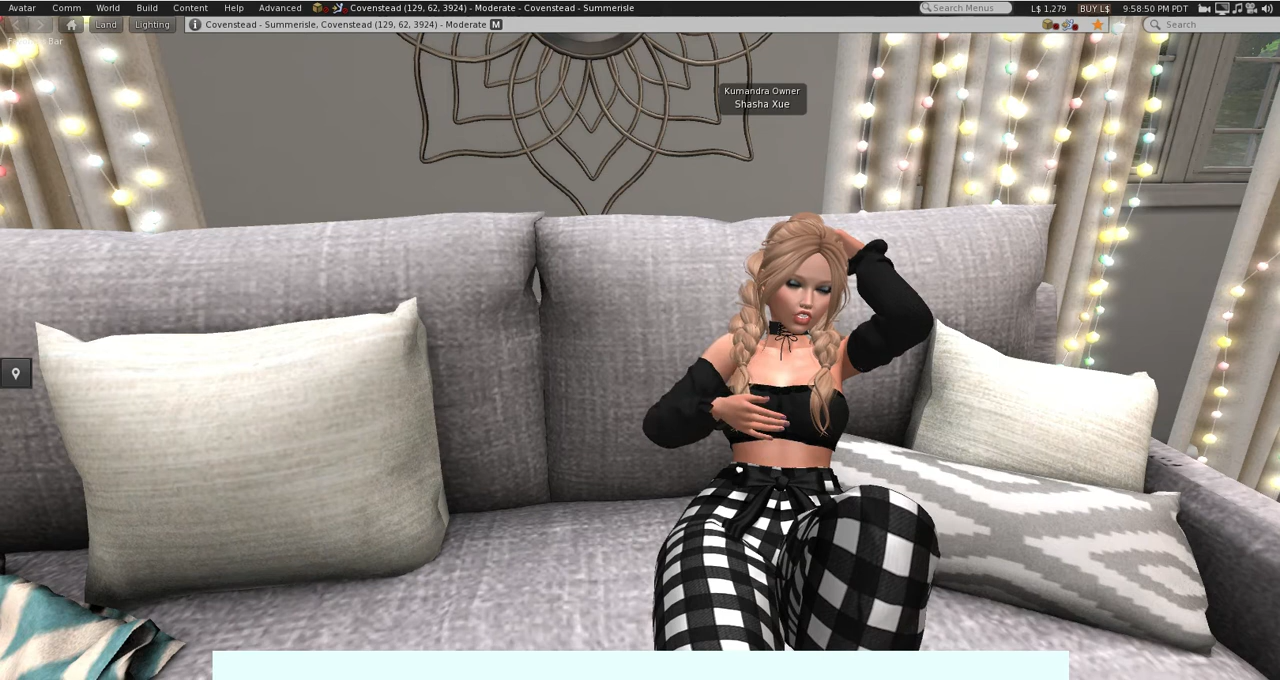 Avatar Comm World Build Content Help Advanced Covenstead (129, 62, 3924) - Moderate - Covenstead - Summerisle Search Menus L$ 1,279 BUY L$ 9:58:50 PM PDT
Land Lighting Covenstead - Summerisle, Covenstead (129, 62, 3924) - Moderate M Search
Bar
Kumandra Owner
Shasha Xue